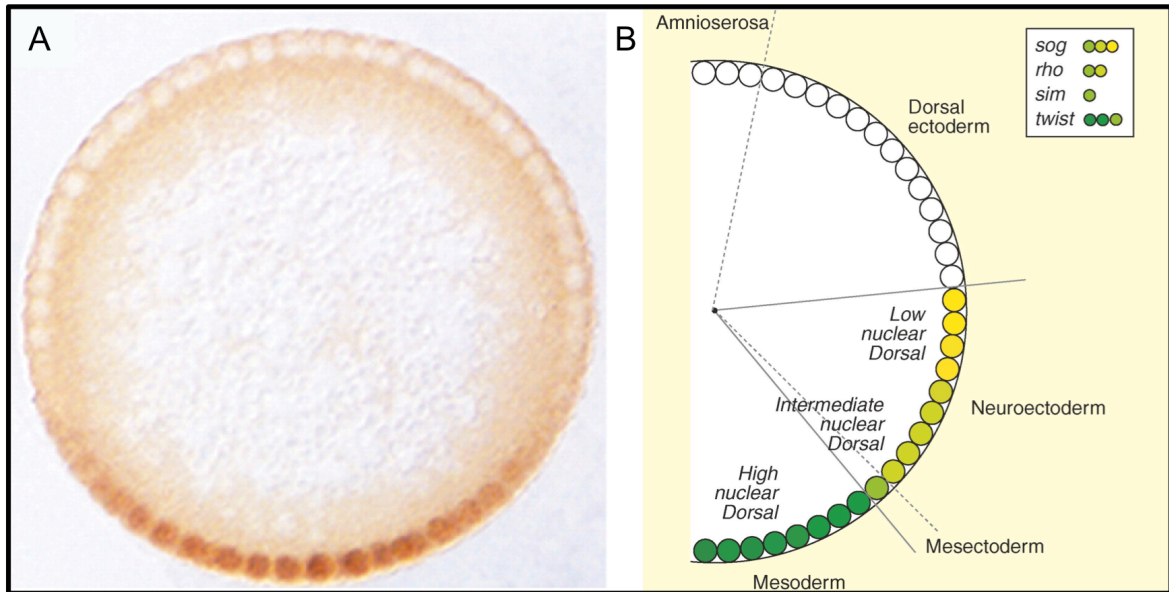 A
B
Amnioserosa
sog
rho
sim
twist
Dorsal
ectoderm
Low
nuclear
Dorsal
Neuroectoderm
Intermediate
nuclear
Dorsal
High
nuclear
Dorsal
Mesectoderm
Mesoderm